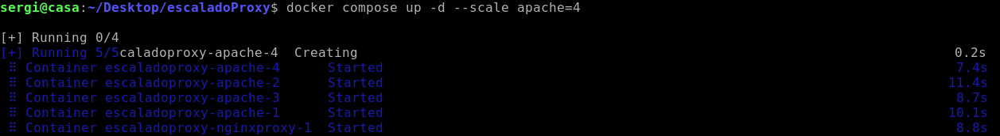 sergi@casa:~/Desktop/escaladoProxy$ docker compose up -d --scale apache=4
[+] Running 0/4
[+] Running 5/5caladoproxy-apache-4  Creating 0.2s
⠿ Container escaladoproxy-apache-4 Started 7.4s
⠿ Container escaladoproxy-apache-2 Started 11.4s
⠿ Container escaladoproxy-apache-3 Started 8.7s
⠿ Container escaladoproxy-apache-1 Started 10.1s
⠿ Container escaladoproxy-nginxproxy-1 Started 8.8s